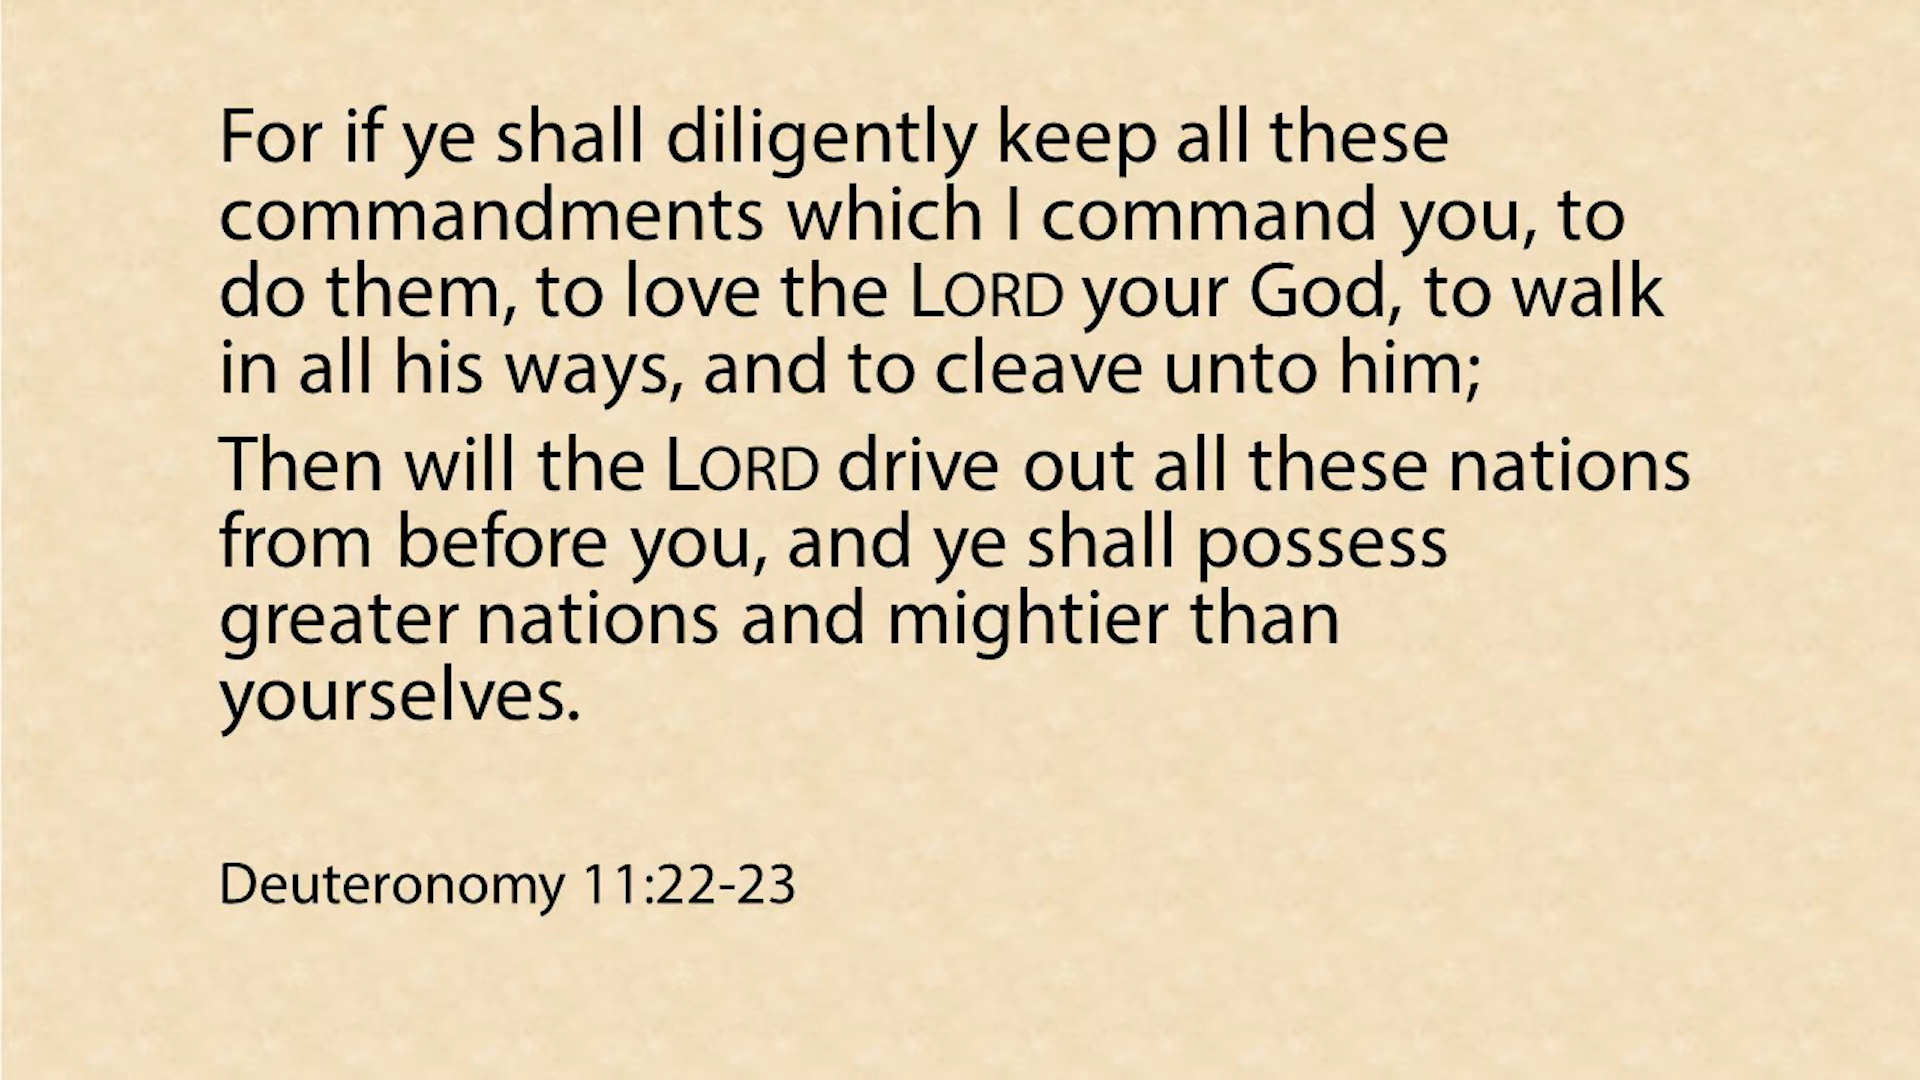 For if ye shall diligently keep all these
commandments which I command you, to
do them, to love the LORD your God, to walk
in all his ways, and to cleave unto him;
Then will the LORD drive out all these nations
from before you, and ye shall possess
greater nations and mightier than
yourselves.
Deuteronomy 11:22-23